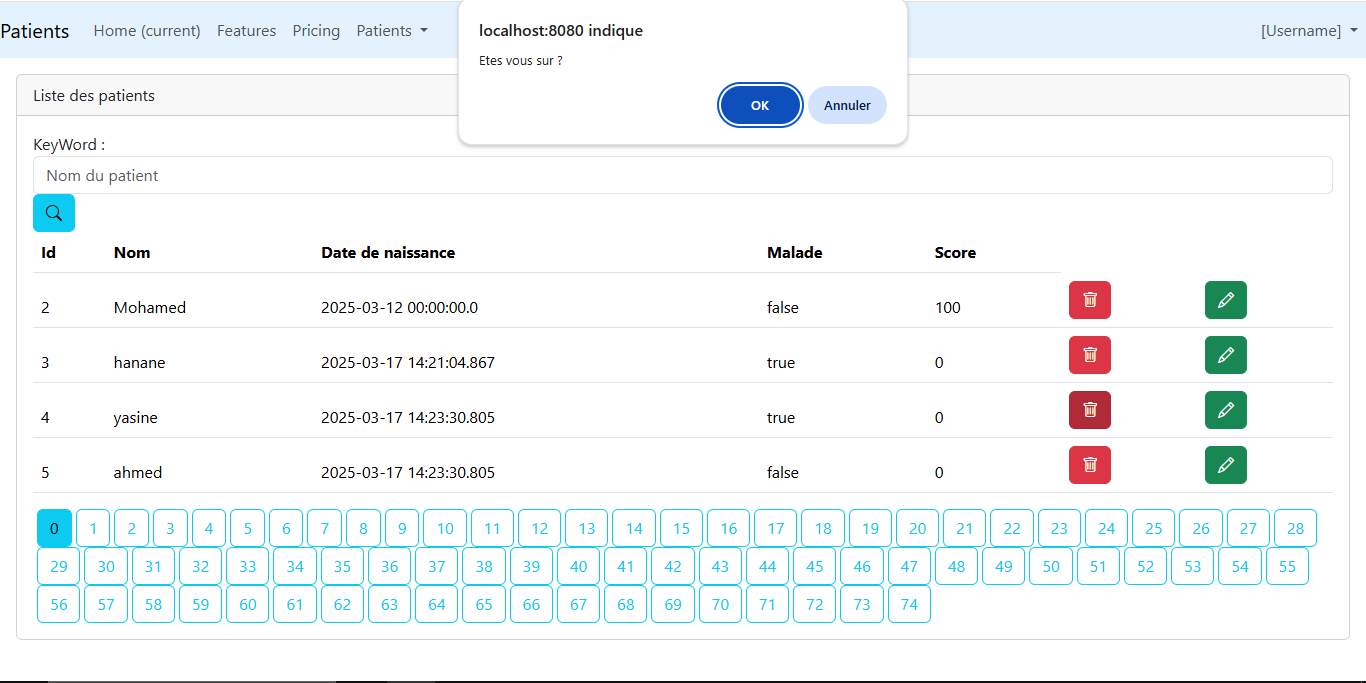 Patients Home (current) Features Pricing Patients [Username]
localhost:8080 indique
Etes vous sur ?
OK Annuler
Liste des patients
KeyWord :
Nom du patient
Id Nom Date de naissance Malade Score
2 Mohamed 2025-03-12 00:00:00.0 false 100
3 hanane 2025-03-17 14:21:04.867 true 0
4 yasine 2025-03-17 14:23:30.805 true 0
5 ahmed 2025-03-17 14:23:30.805 false 0
0 1 2 3 4 5 6 7 8 9 10 11 12 13 14 15 16 17 18 19 20 21 22 23 24 25 26 27 28
29 30 31 32 33 34 35 36 37 38 39 40 41 42 43 44 45 46 47 48 49 50 51 52 53 54 55
56 57 58 59 60 61 62 63 64 65 66 67 68 69 70 71 72 73 74